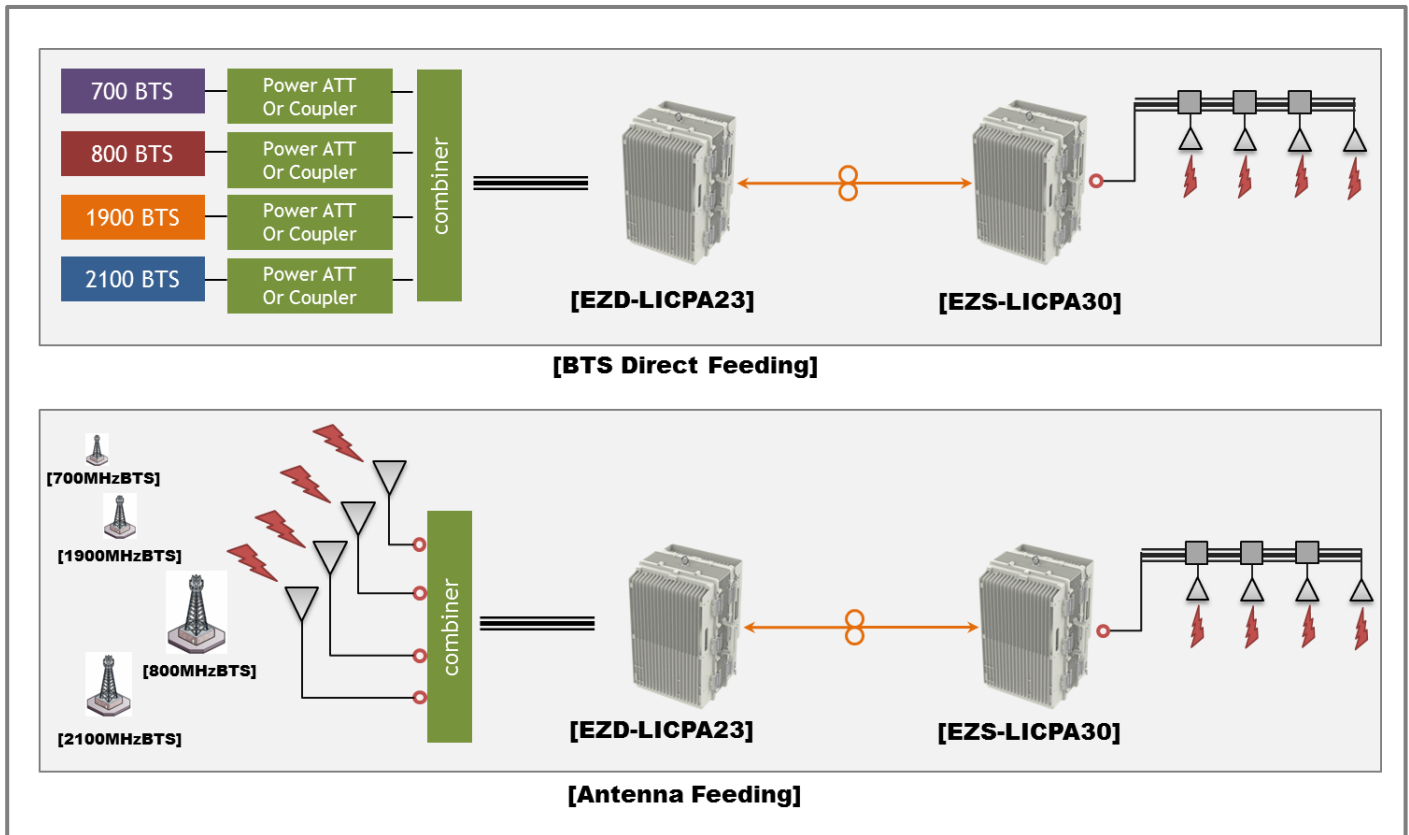 700 BTS
Power ATT
Or Coupler
800 BTS
Power ATT
Or Coupler
1900 BTS
Power ATT
Or Coupler
2100 BTS
Power ATT
Or Coupler
combiner
[EZD-LICPA23]
[EZS-LICPA30]
[BTS Direct Feeding]
[700MHzBTS]
[1900MHzBTS]
[800MHzBTS]
[2100MHzBTS]
combiner
[EZD-LICPA23]
[EZS-LICPA30]
[Antenna Feeding]